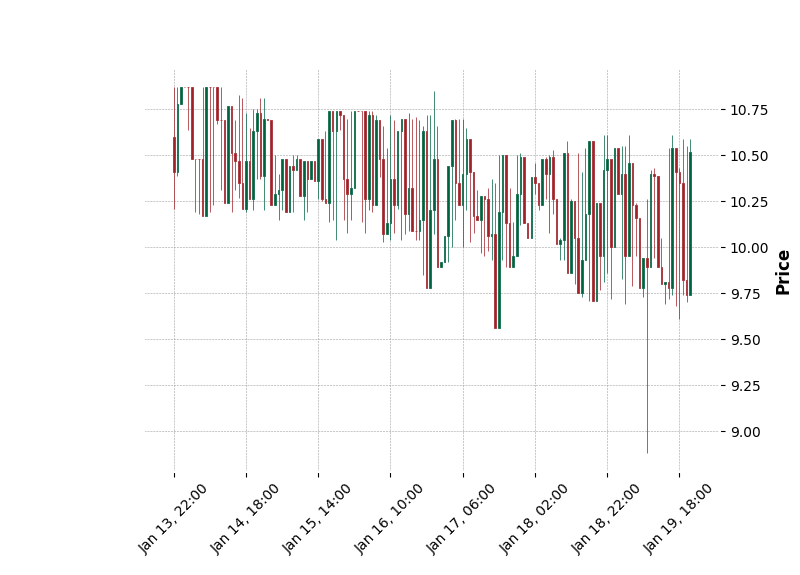 10.75
10.50
10.25
10.00
9.75
9.50
9.25
9.00
Price
Jan 13, 22:00
Jan 14, 18:00
Jan 15, 14:00
Jan 16, 10:00
Jan 17, 06:00
Jan 18, 02:00
Jan 18, 22:00
Jan 19, 18:00